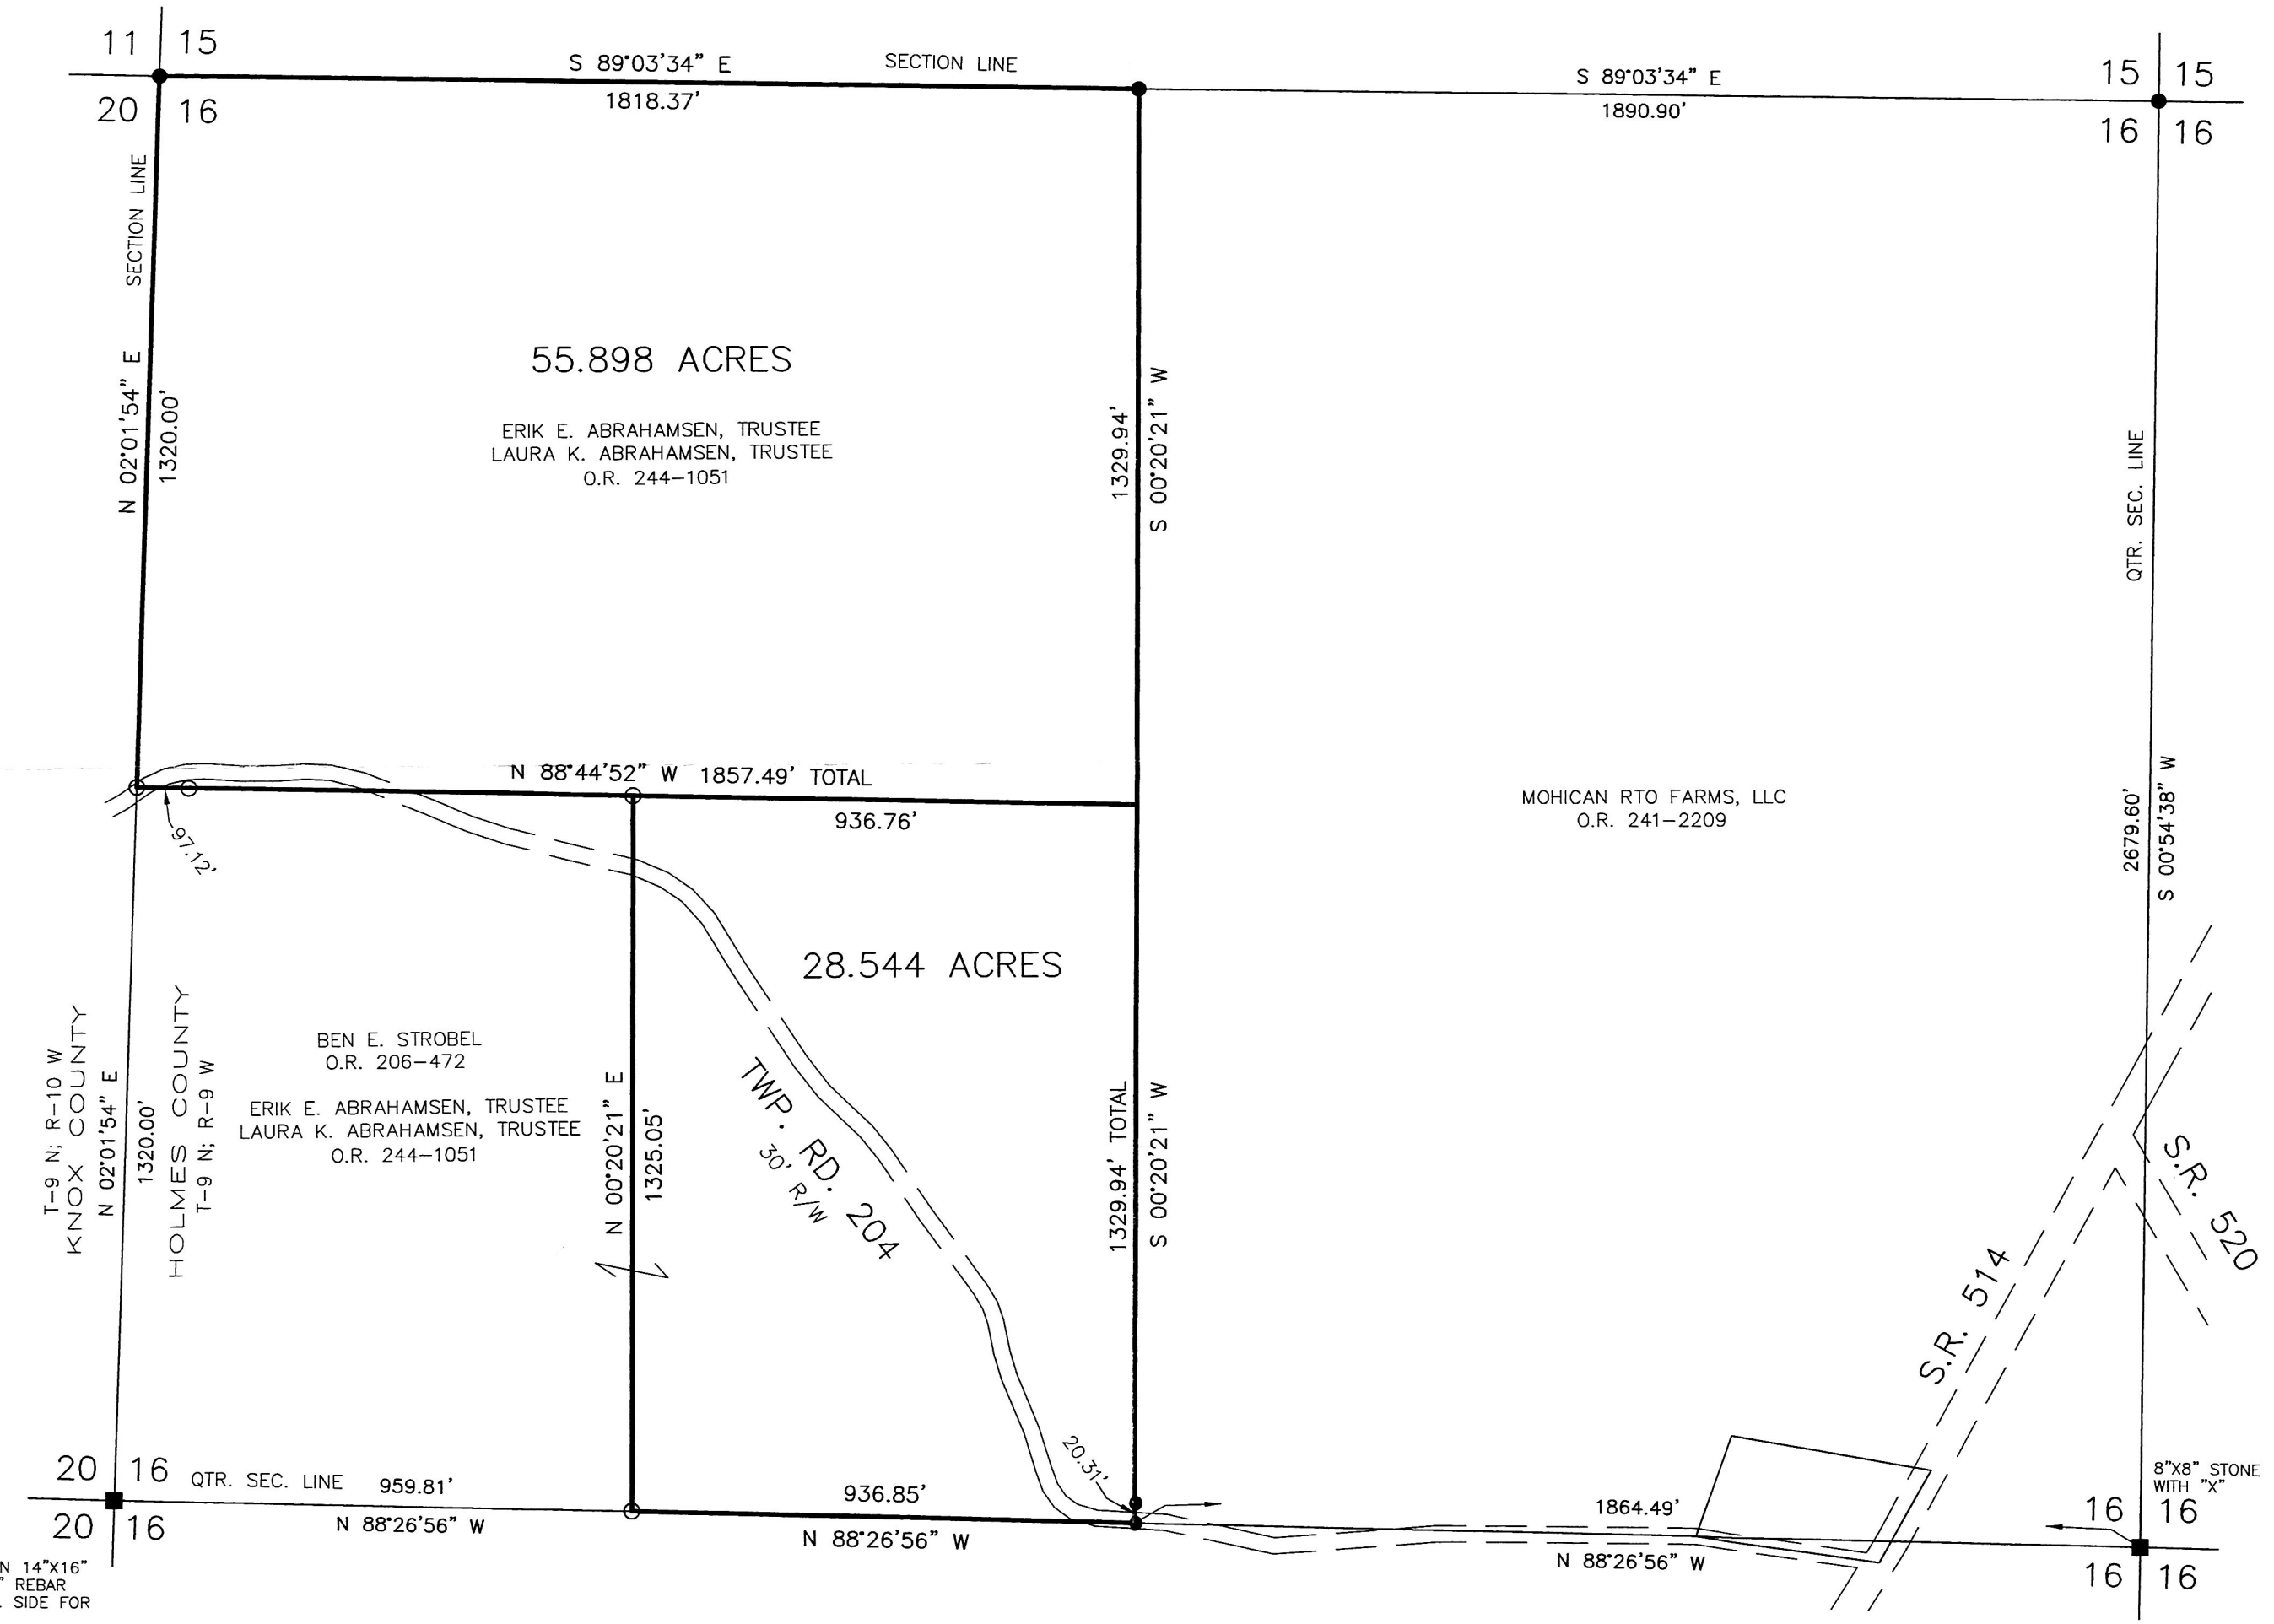 11 15
20 16
S 89°03'34" E
SECTION LINE
1818.37'
S 89°03'34" E
1890.90'
15 15
16 16
SECTION LINE
N 02°01'54" E
1320.00'
55.898 ACRES
ERIK E. ABRAHAMSEN, TRUSTEE
LAURA K. ABRAHAMSEN, TRUSTEE
O.R. 244-1051
1329.94'
S 00°20'21" W
QTR. SEC. LINE
2679.60'
S 00°54'38" W
N 88°44'52" W 1857.49' TOTAL
936.76'
97.12'
MOHICAN RTO FARMS, LLC
O.R. 241-2209
28.544 ACRES
T-9 N; R-10 W
KNOX COUNTY
N 02°01'54" E
1320.00'
HOLMES COUNTY
T-9 N; R-9 W
BEN E. STROBEL
O.R. 206-472
ERIK E. ABRAHAMSEN, TRUSTEE
LAURA K. ABRAHAMSEN, TRUSTEE
O.R. 244-1051
N 00°20'21" E
1325.05'
TWP. RD. 204
30' R/W
1329.94' TOTAL
S 00°20'21" W
S.R. 514
S.R. 520
20.31'
20 16
20 16
QTR. SEC. LINE 959.81'
N 88°26'56" W
936.85'
N 88°26'56" W
1864.49'
N 88°26'56" W
8"X8" STONE
WITH "X"
16 16
16 16
N 14"X16"
" REBAR
SIDE FOR